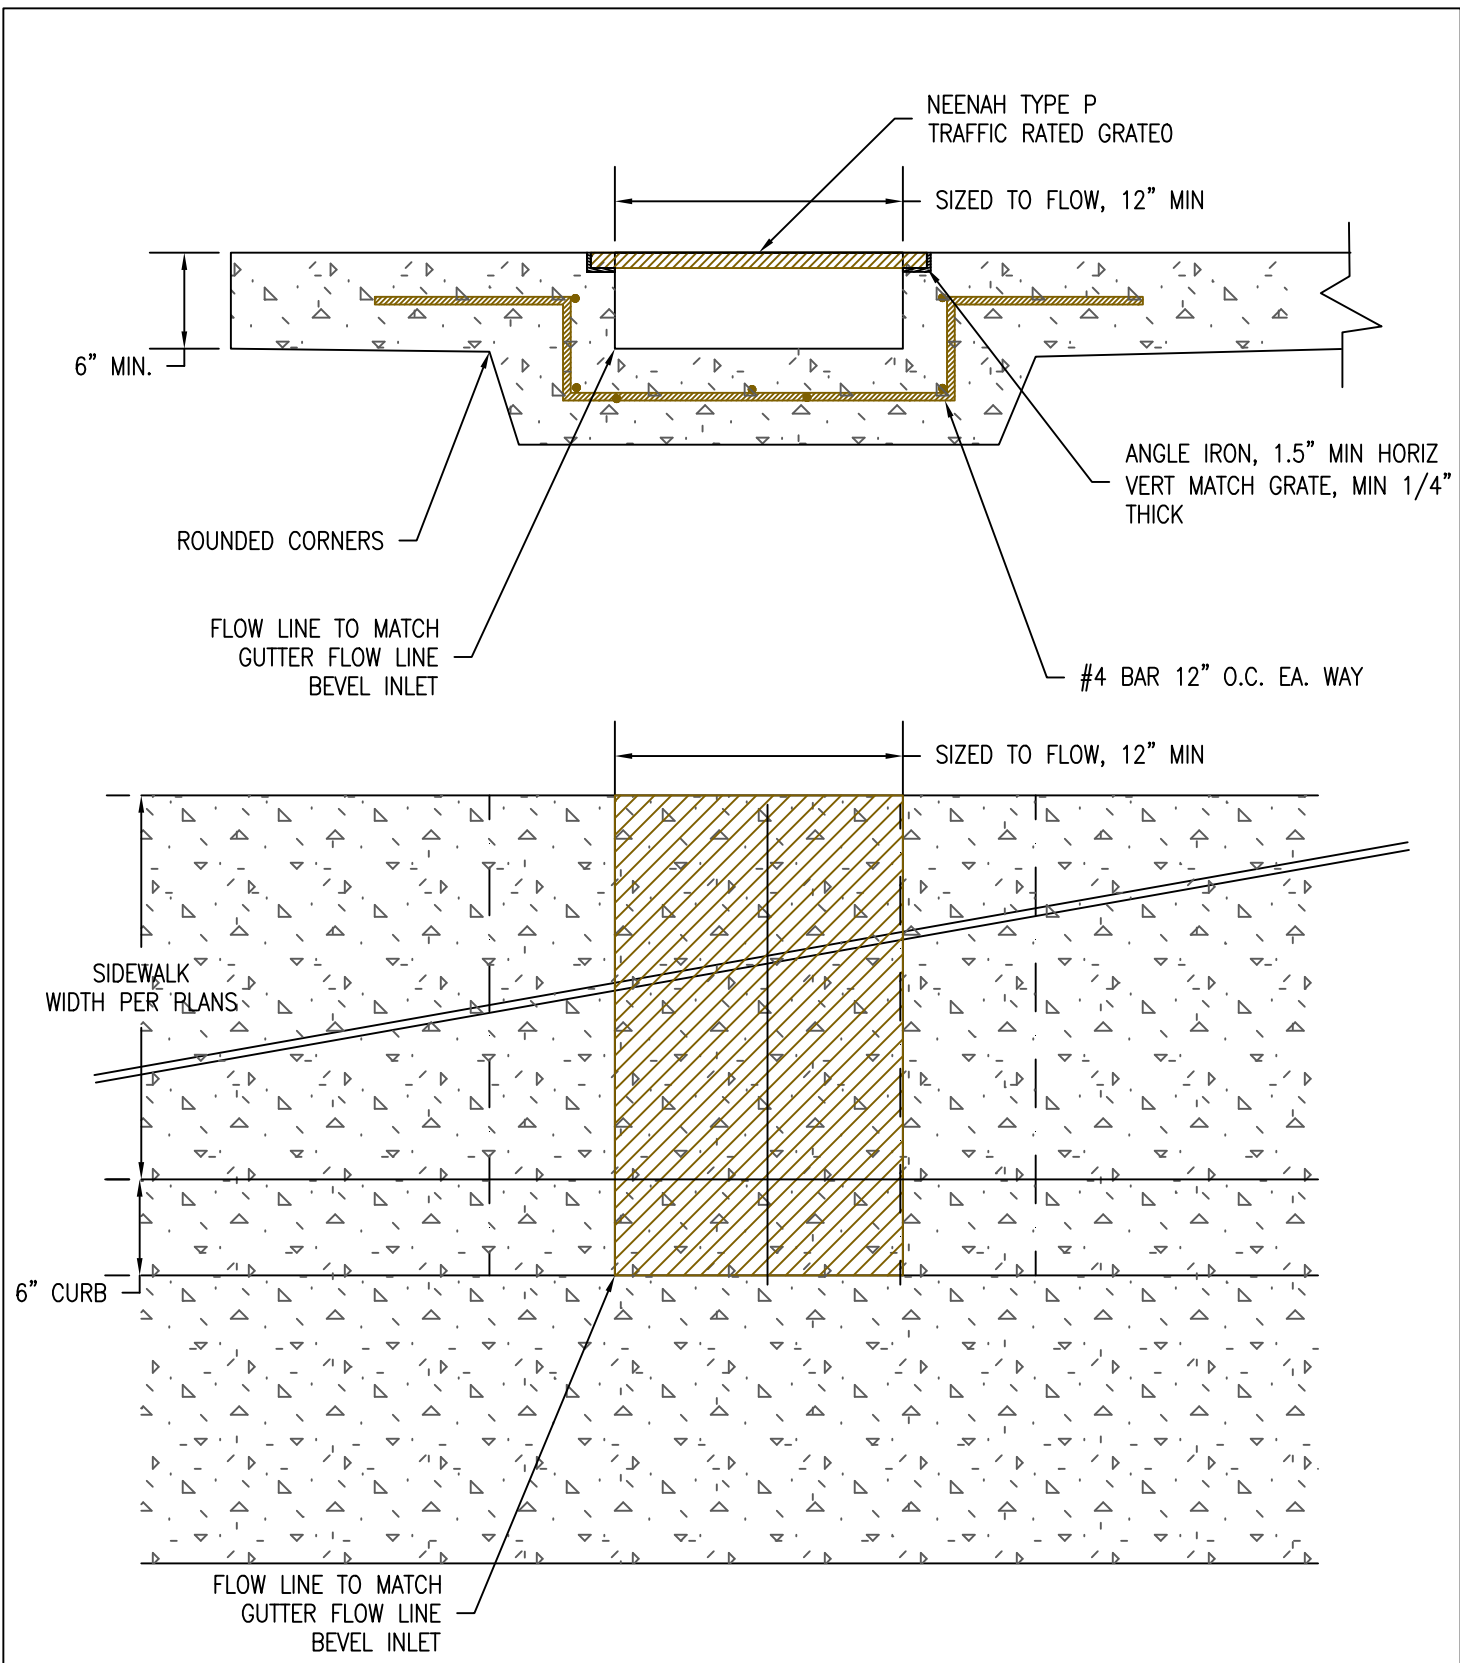 NEENAH TYPE P
TRAFFIC RATED GRATEO
SIZED TO FLOW, 12" MIN
6" MIN.
ANGLE IRON, 1.5" MIN HORIZ
VERT MATCH GRATE, MIN 1/4"
THICK
ROUNDED CORNERS
FLOW LINE TO MATCH
GUTTER FLOW LINE
BEVEL INLET
#4 BAR 12" O.C. EA. WAY
SIZED TO FLOW, 12" MIN
SIDEWALK
WIDTH PER PLANS
6" CURB
FLOW LINE TO MATCH
GUTTER FLOW LINE
BEVEL INLET